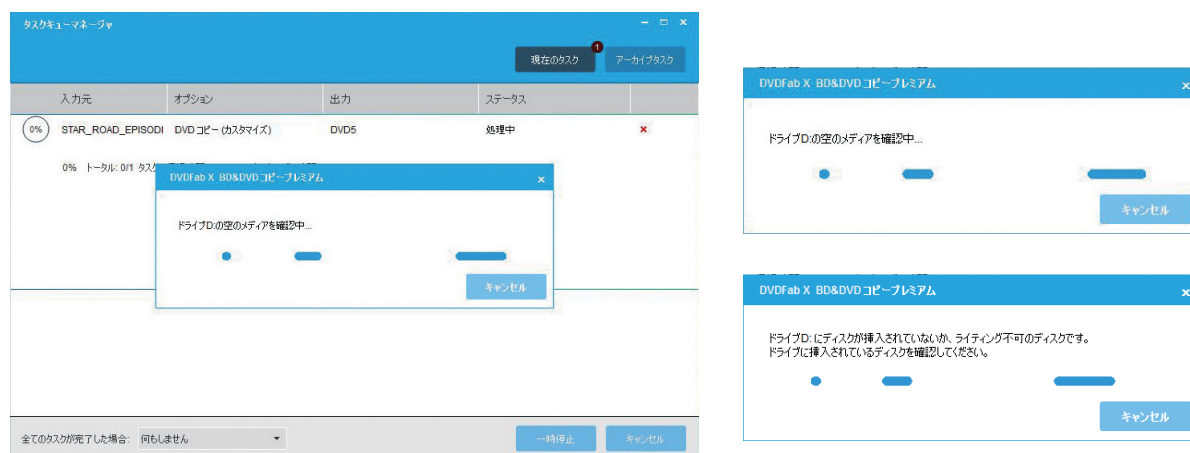 タスクキューマネージャ
現在のタスク 1 アーカイブタスク
入力元 オプション 出力 ステータス
0% STAR_ROAD_EPISODI DVD コピー (カスタマイズ) DVD5 処理中
0% トータル: 0/1 タスク
DVDFab X BD&DVD コピープレミアム
ドライブD:の空のメディアを確認中...
キャンセル
全てのタスクが完了した場合: 何もしません 一時停止 キャンセル
DVDFab X BD&DVD コピープレミアム
ドライブD:の空のメディアを確認中...
キャンセル
DVDFab X BD&DVD コピープレミアム
ドライブD: にディスクが挿入されていないか、ライティング不可のディスクです。
ドライブに挿入されているディスクを確認してください。
キャンセル